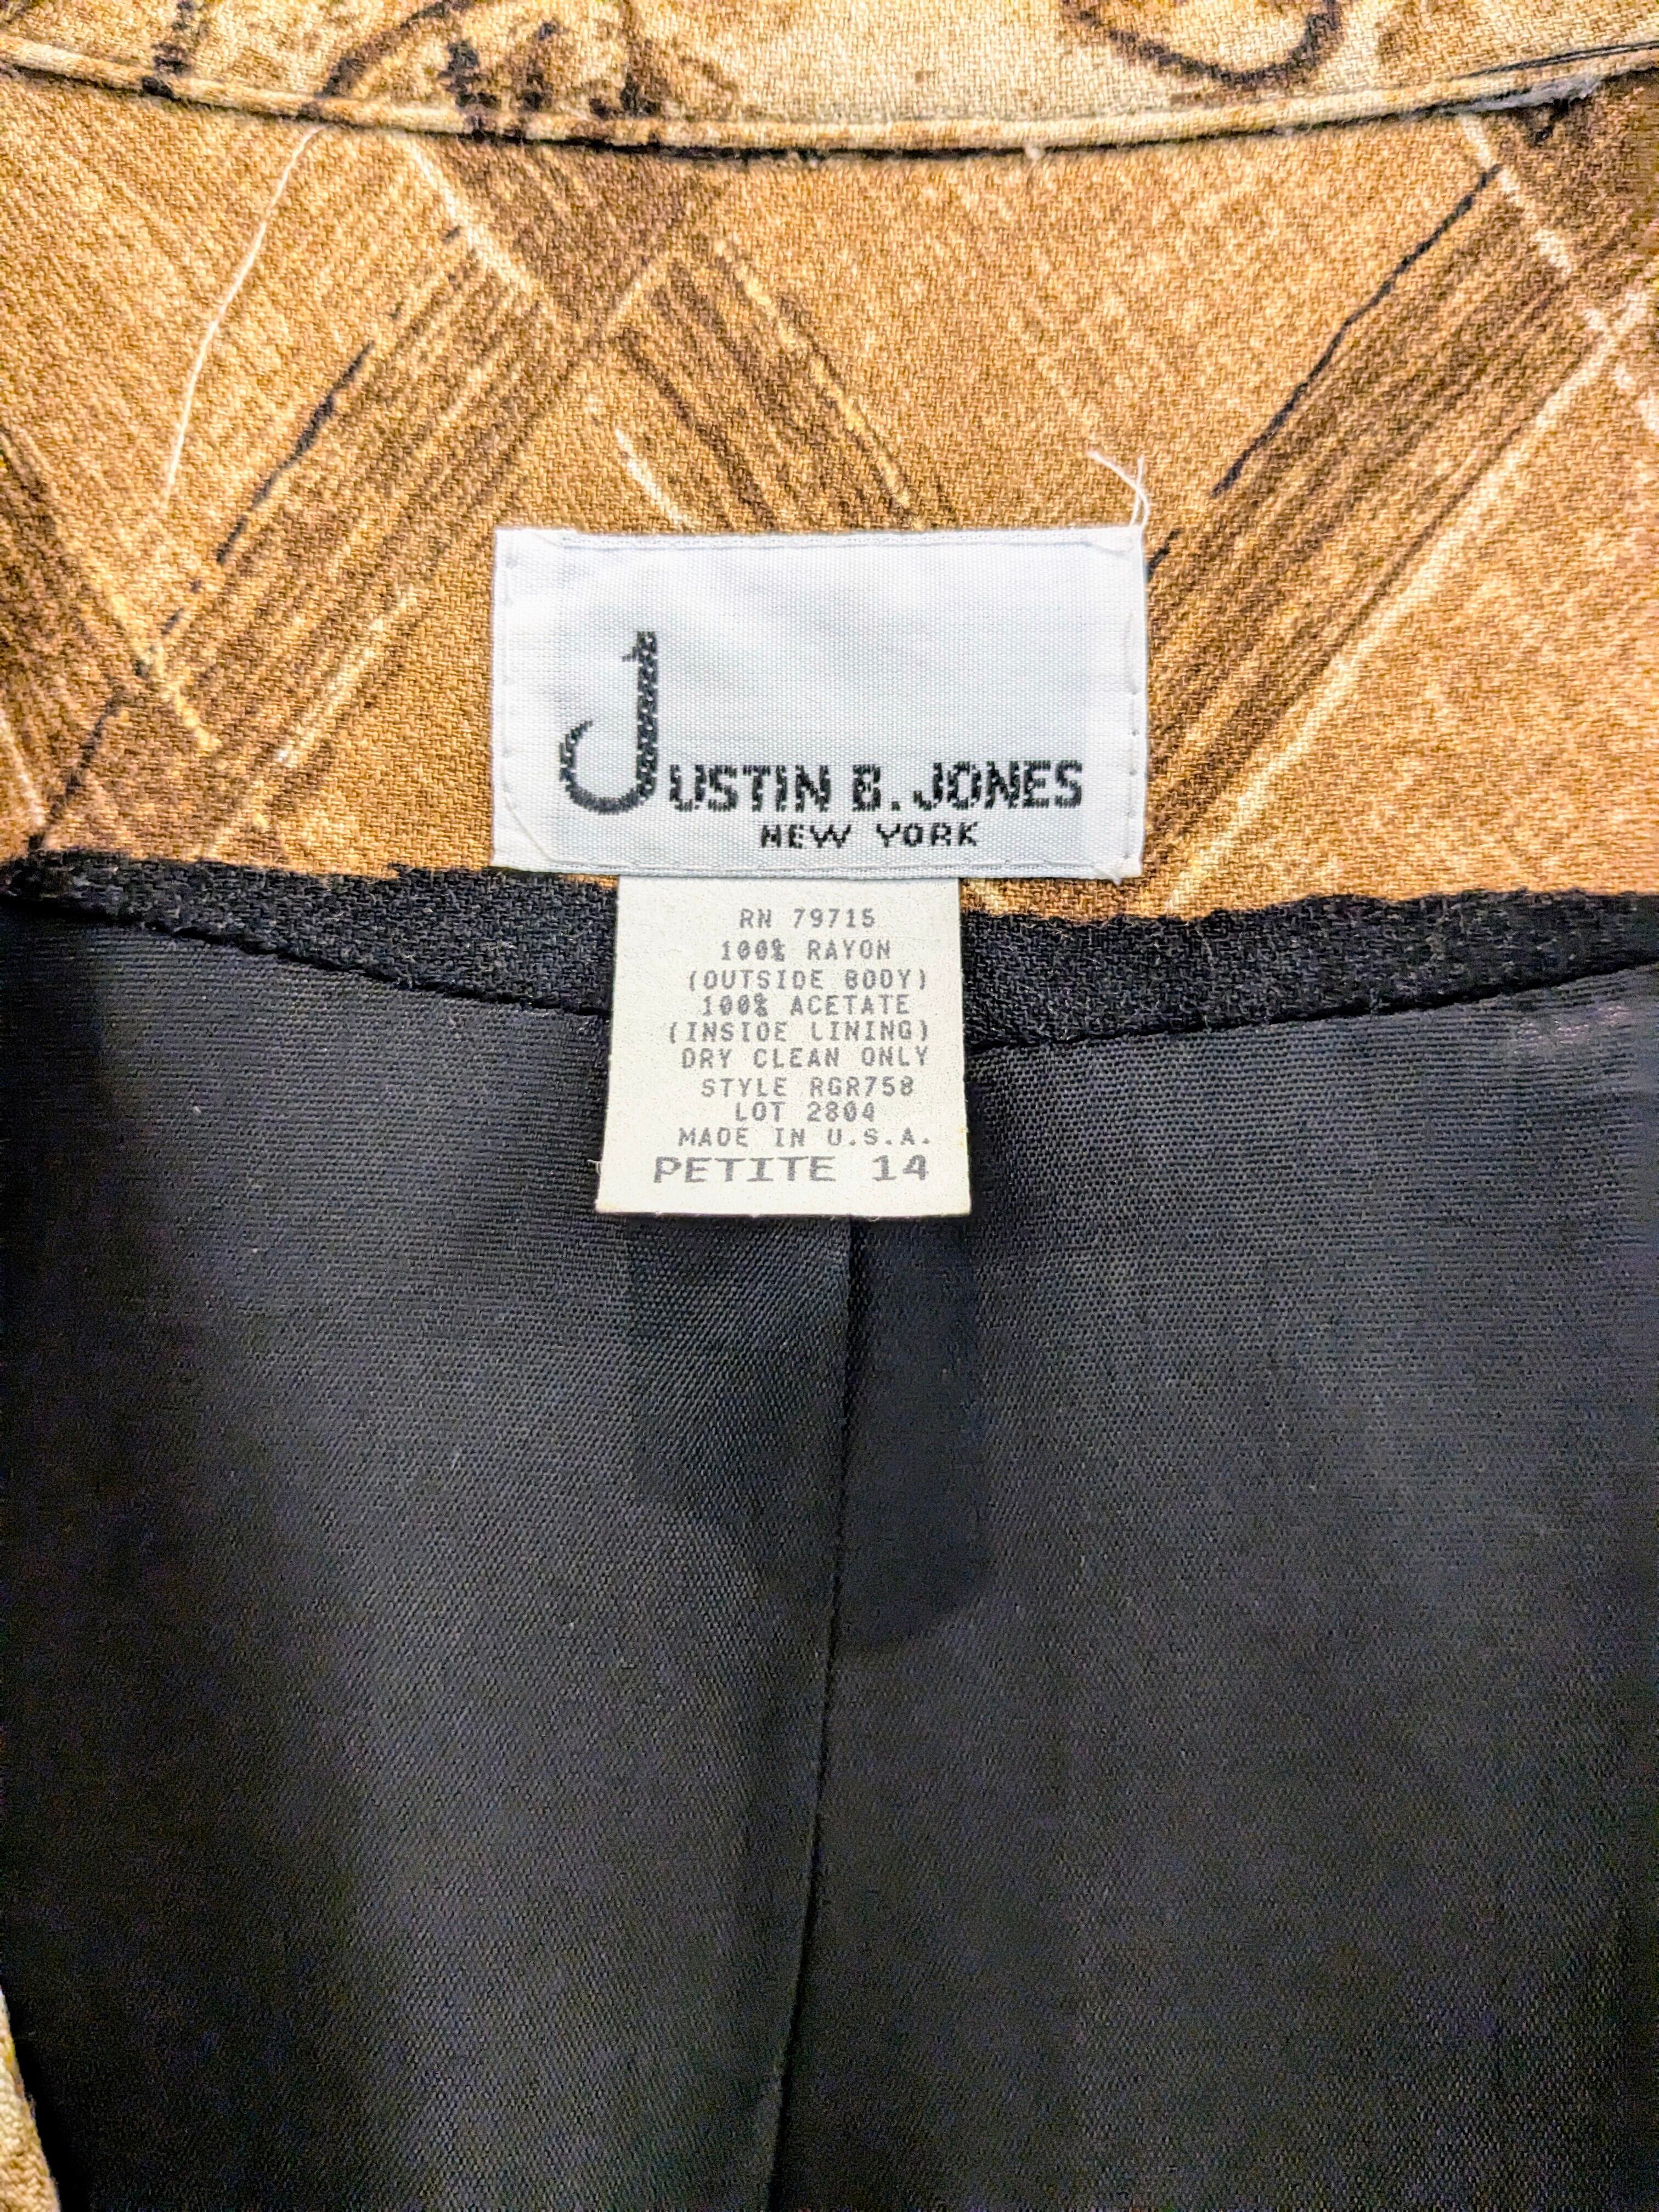 JUSTIN B. JONES
NEW YORK
RN 79715
100% RAYON
(OUTSIDE BODY)
100% ACETATE
(INSIDE LINING)
DRY CLEAN ONLY
STYLE RGR758
LOT 2804
MADE IN U.S.A.
PETITE 14